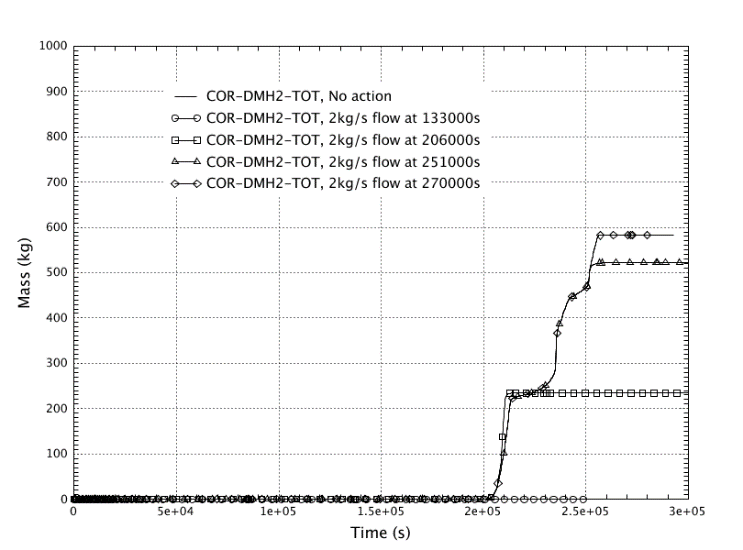 1000
900
800
700
600
500
400
300
200
100
0
Mass (kg)
COR-DMH2-TOT, No action
COR-DMH2-TOT, 2kg/s flow at 133000s
COR-DMH2-TOT, 2kg/s flow at 206000s
COR-DMH2-TOT, 2kg/s flow at 251000s
COR-DMH2-TOT, 2kg/s flow at 270000s
0 5e+04 1e+05 1.5e+05 2e+05 2.5e+05 3e+05
Time (s)